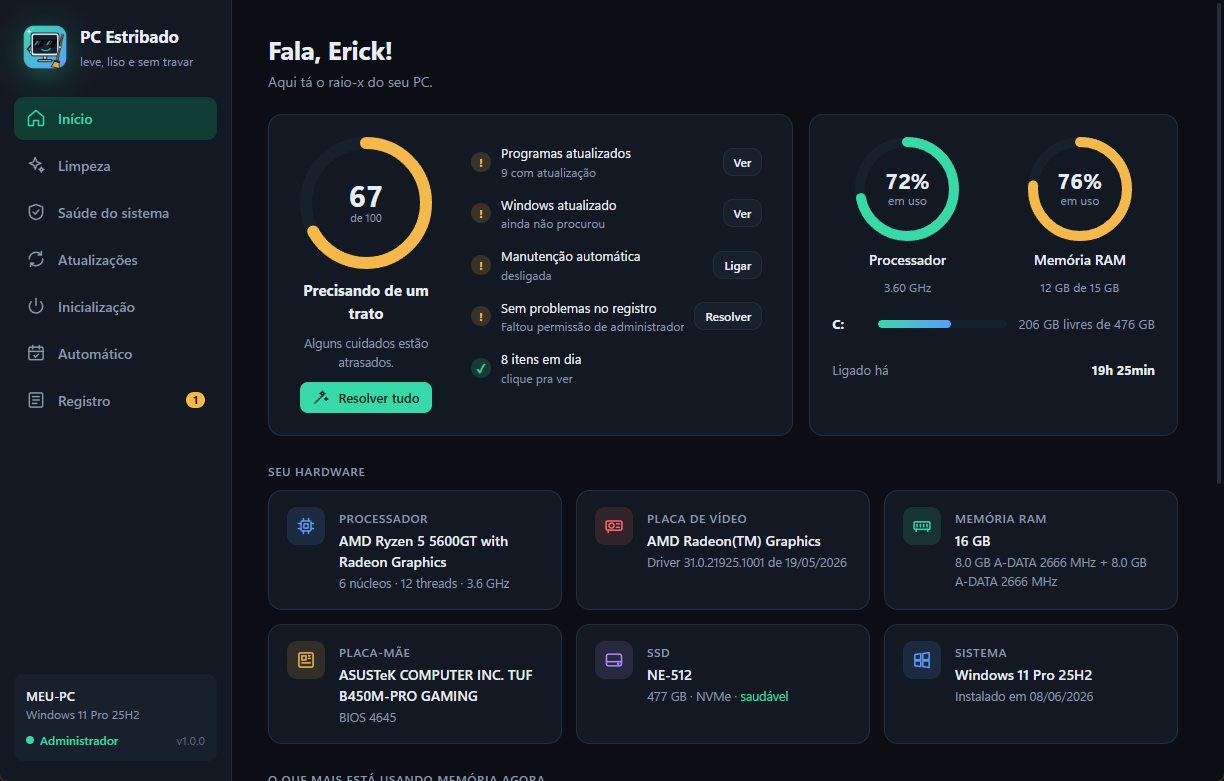 PC Estribado
leve, liso e sem travar
Início
Limpeza
Saúde do sistema
Atualizações
Inicialização
Automático
Registro
1
MEU-PC
Windows 11 Pro 25H2
Administrador
v1.0.0
Fala, Erick!
Aqui tá o raio-x do seu PC.
67
de 100
Precisando de um
trato
Alguns cuidados estão
atrasados.
Resolver tudo
Programas atualizados
9 com atualização
Ver
Windows atualizado
ainda não procurou
Ver
Manutenção automática
desligada
Ligar
Sem problemas no registro
Faltou permissão de administrador
Resolver
8 itens em dia
clique pra ver
72%
em uso
Processador
3.60 GHz
76%
em uso
Memória RAM
12 GB de 15 GB
C:
206 GB livres de 476 GB
Ligado há
19h 25min
SEU HARDWARE
PROCESSADOR
AMD Ryzen 5 5600GT with
Radeon Graphics
6 núcleos · 12 threads · 3.6 GHz
PLACA DE VÍDEO
AMD Radeon(TM) Graphics
Driver 31.0.21925.1001 de 19/05/2026
MEMÓRIA RAM
16 GB
8.0 GB A-DATA 2666 MHz + 8.0 GB
A-DATA 2666 MHz
PLACA-MÃE
ASUSTeK COMPUTER INC. TUF
B450M-PRO GAMING
BIOS 4645
SSD
NE-512
477 GB · NVMe · saudável
SISTEMA
Windows 11 Pro 25H2
Instalado em 08/06/2026
O QUE MAIS ESTÁ USANDO MEMÓRIA AGORA